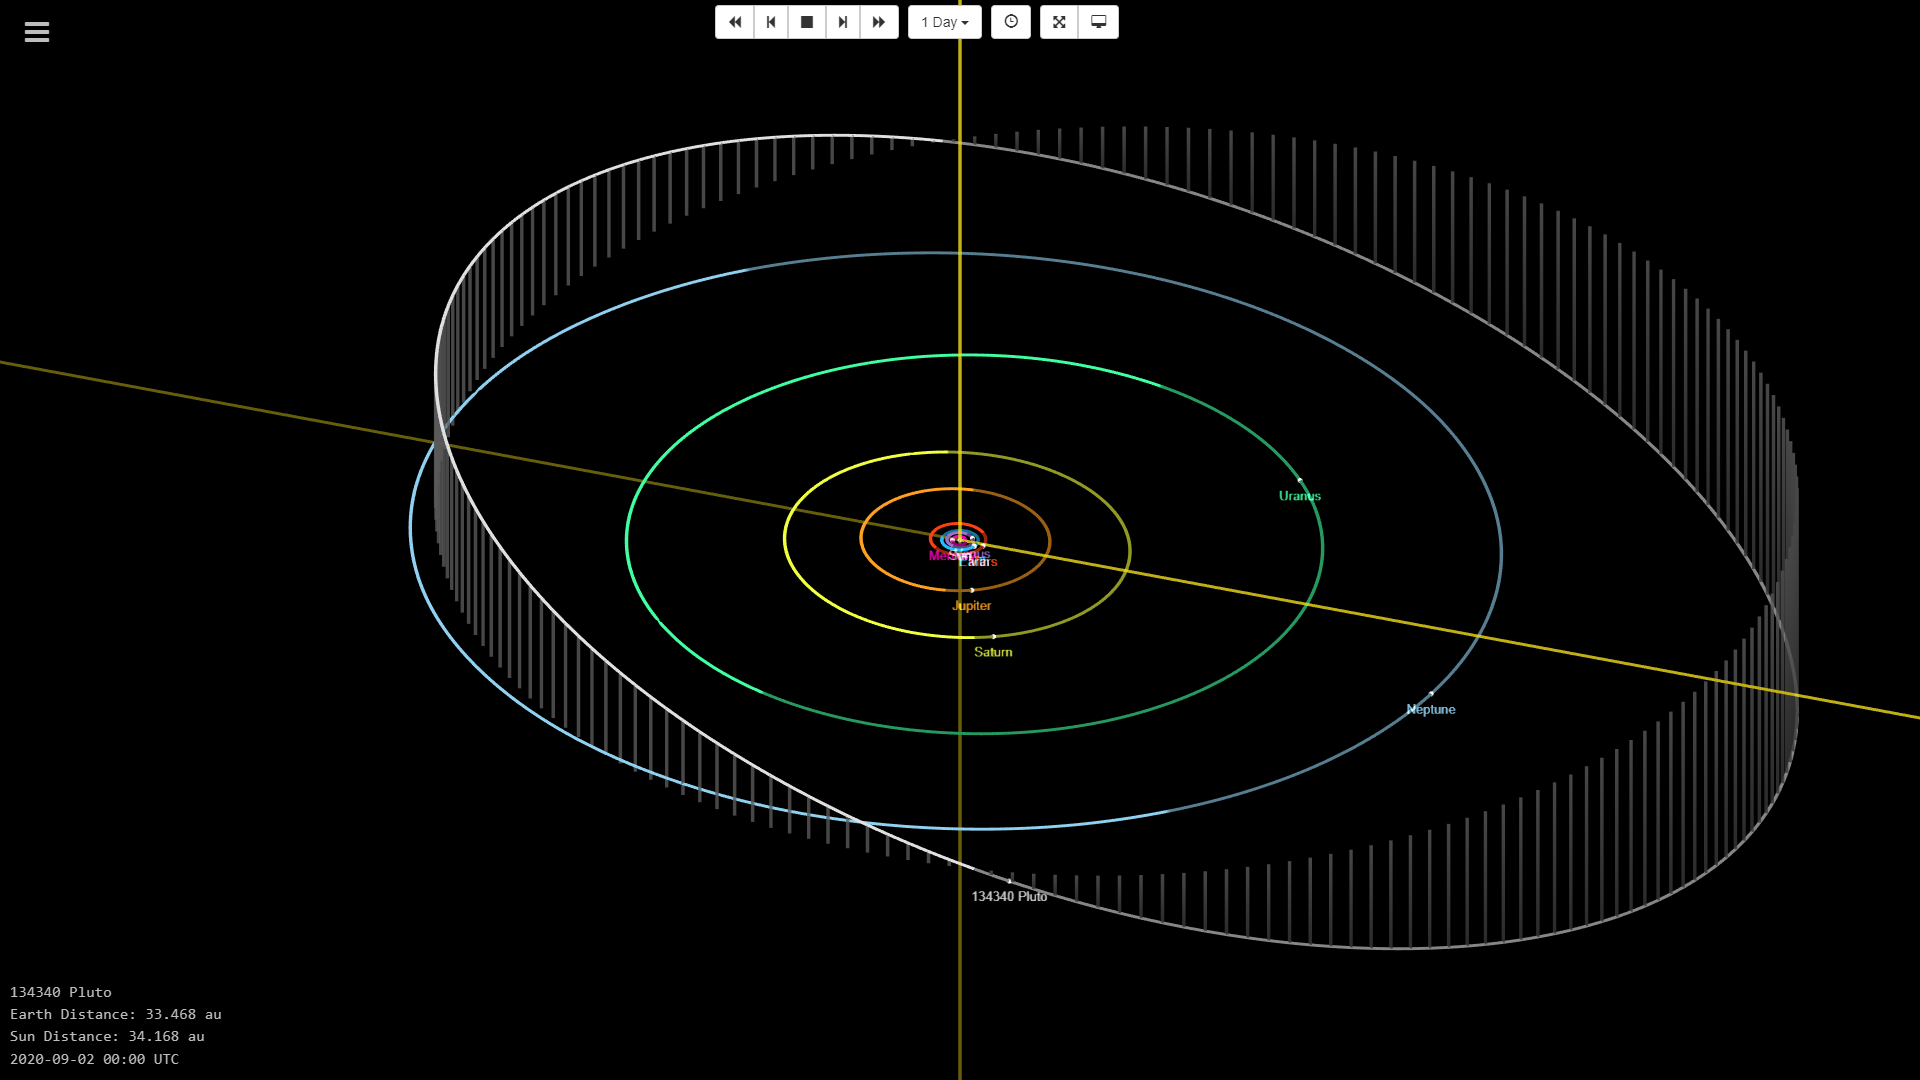 1 Day
Uranus
Jupiter
Saturn
Neptune
134340 Pluto
134340 Pluto
Earth Distance: 33.468 au
Sun Distance: 34.168 au
2020-09-02 00:00 UTC